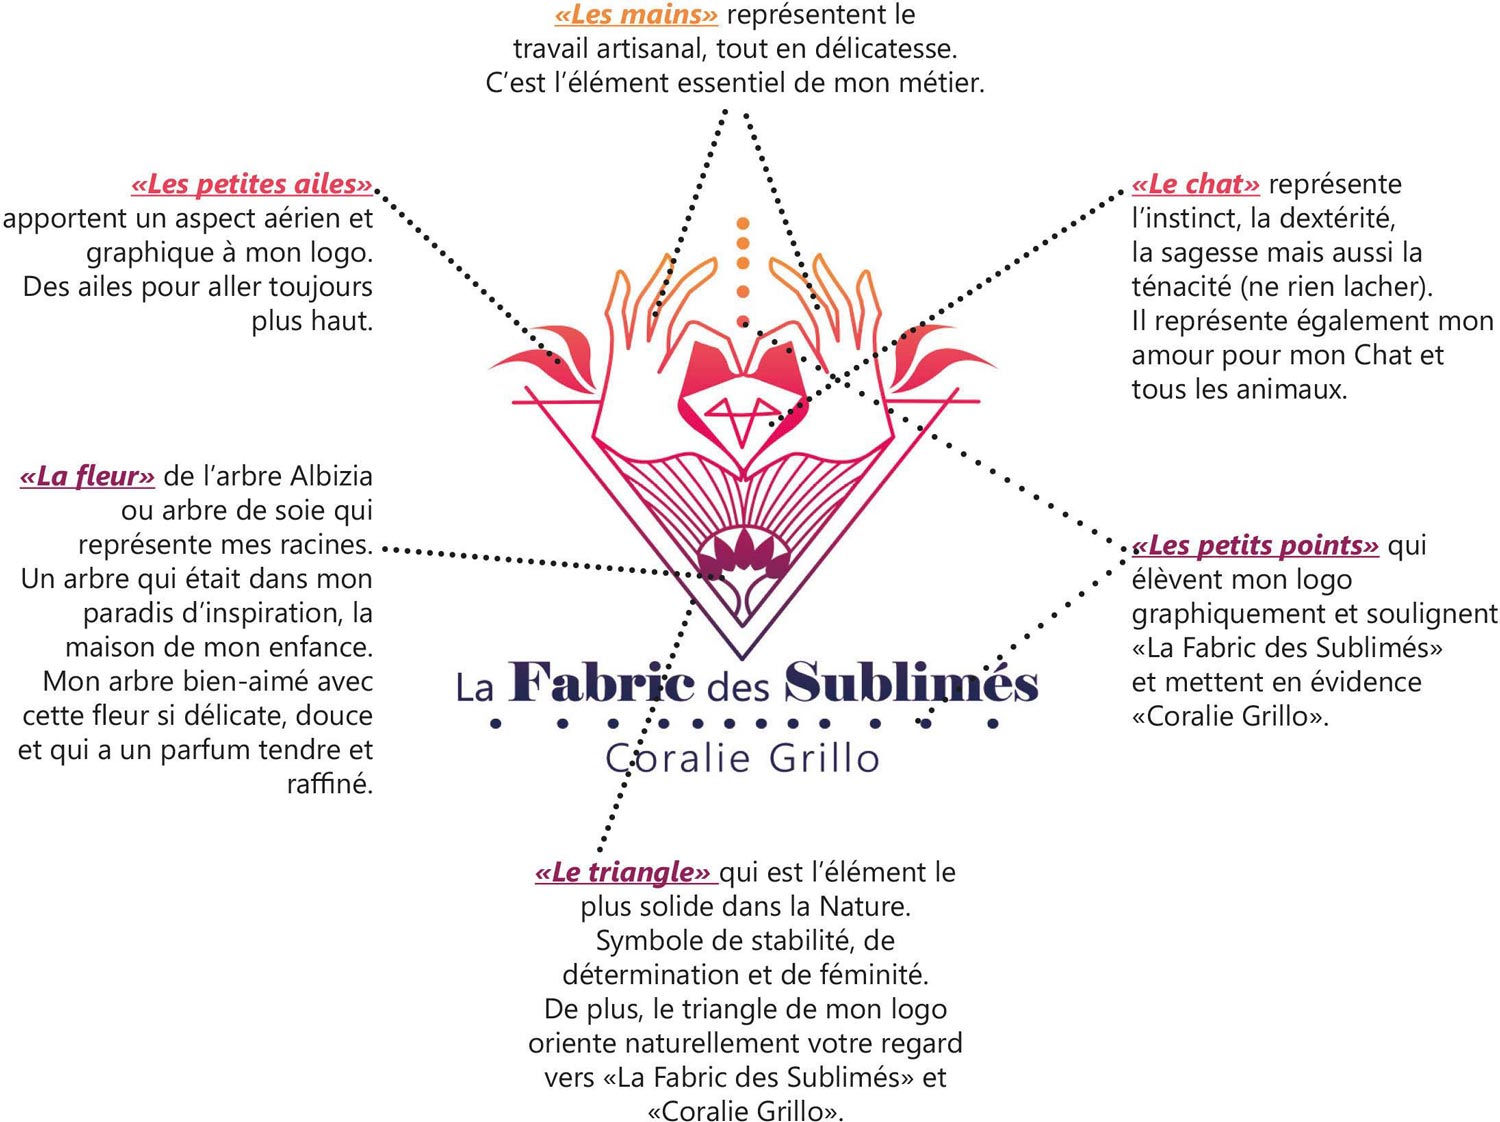 «Les mains» représentent le
travail artisanal, tout en délicatesse.
C’est l’élément essentiel de mon métier.
«Les petites ailes»
apportent un aspect aérien et
graphique à mon logo.
Des ailes pour aller toujours
plus haut.
«Le chat» représente
l’instinct, la dextérité,
la sagesse mais aussi la
ténacité (ne rien lacher).
Il représente également mon
amour pour mon Chat et
tous les animaux.
«La fleur» de l’arbre Albizia
ou arbre de soie qui
représente mes racines.
Un arbre qui était dans mon
paradis d’inspiration, la
maison de mon enfance.
Mon arbre bien-aimé avec
cette fleur si délicate, douce
et qui a un parfum tendre et
raffiné.
«Les petits points» qui
élèvent mon logo
graphiquement et soulignent
«La Fabric des Sublimés»
et mettent en évidence
«Coralie Grillo».
La Fabric des Sublimés
Coralie Grillo
«Le triangle» qui est l’élément le
plus solide dans la Nature.
Symbole de stabilité, de
détermination et de féminité.
De plus, le triangle de mon logo
oriente naturellement votre regard
vers «La Fabric des Sublimés» et
«Coralie Grillo».